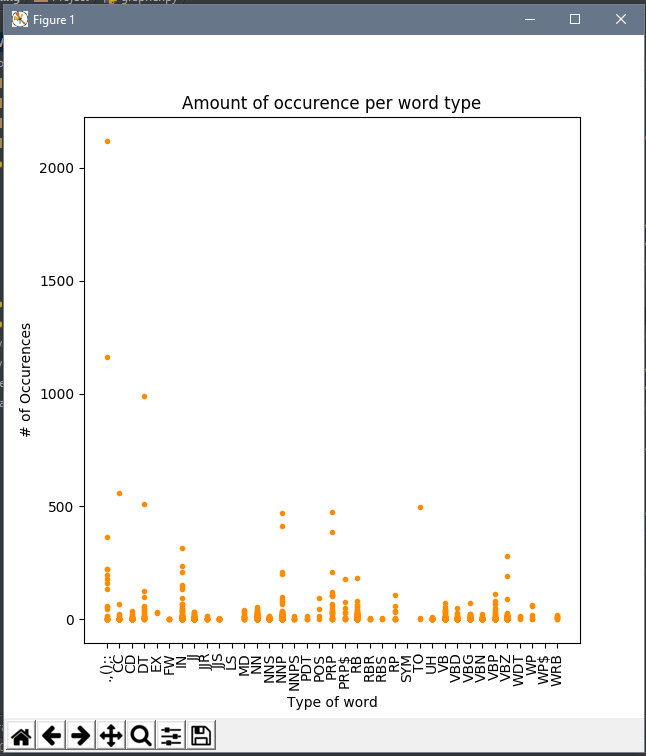 Figure 1
Amount of occurence per word type
2000
1500
1000
500
0
# of Occurences
.,();: CC CD DT EX FW IN JJ JJR JJS LS MD NN NNS NNP NNPS PDT POS PRP PRP$ RB RBR RBS RP SYM TO UH VB VBD VBG VBN VBP VBZ WDT WP WP$ WRB
Type of word